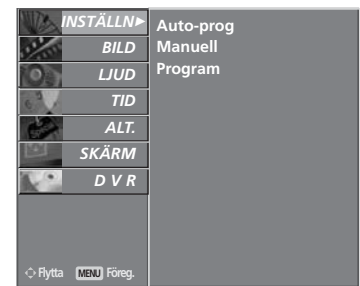 INSTÄLLN►
BILD
LJUD
TID
ALT.
SKÄRM
D V R
Auto-prog
Manuell
Program
Flytta MENU Föreg.